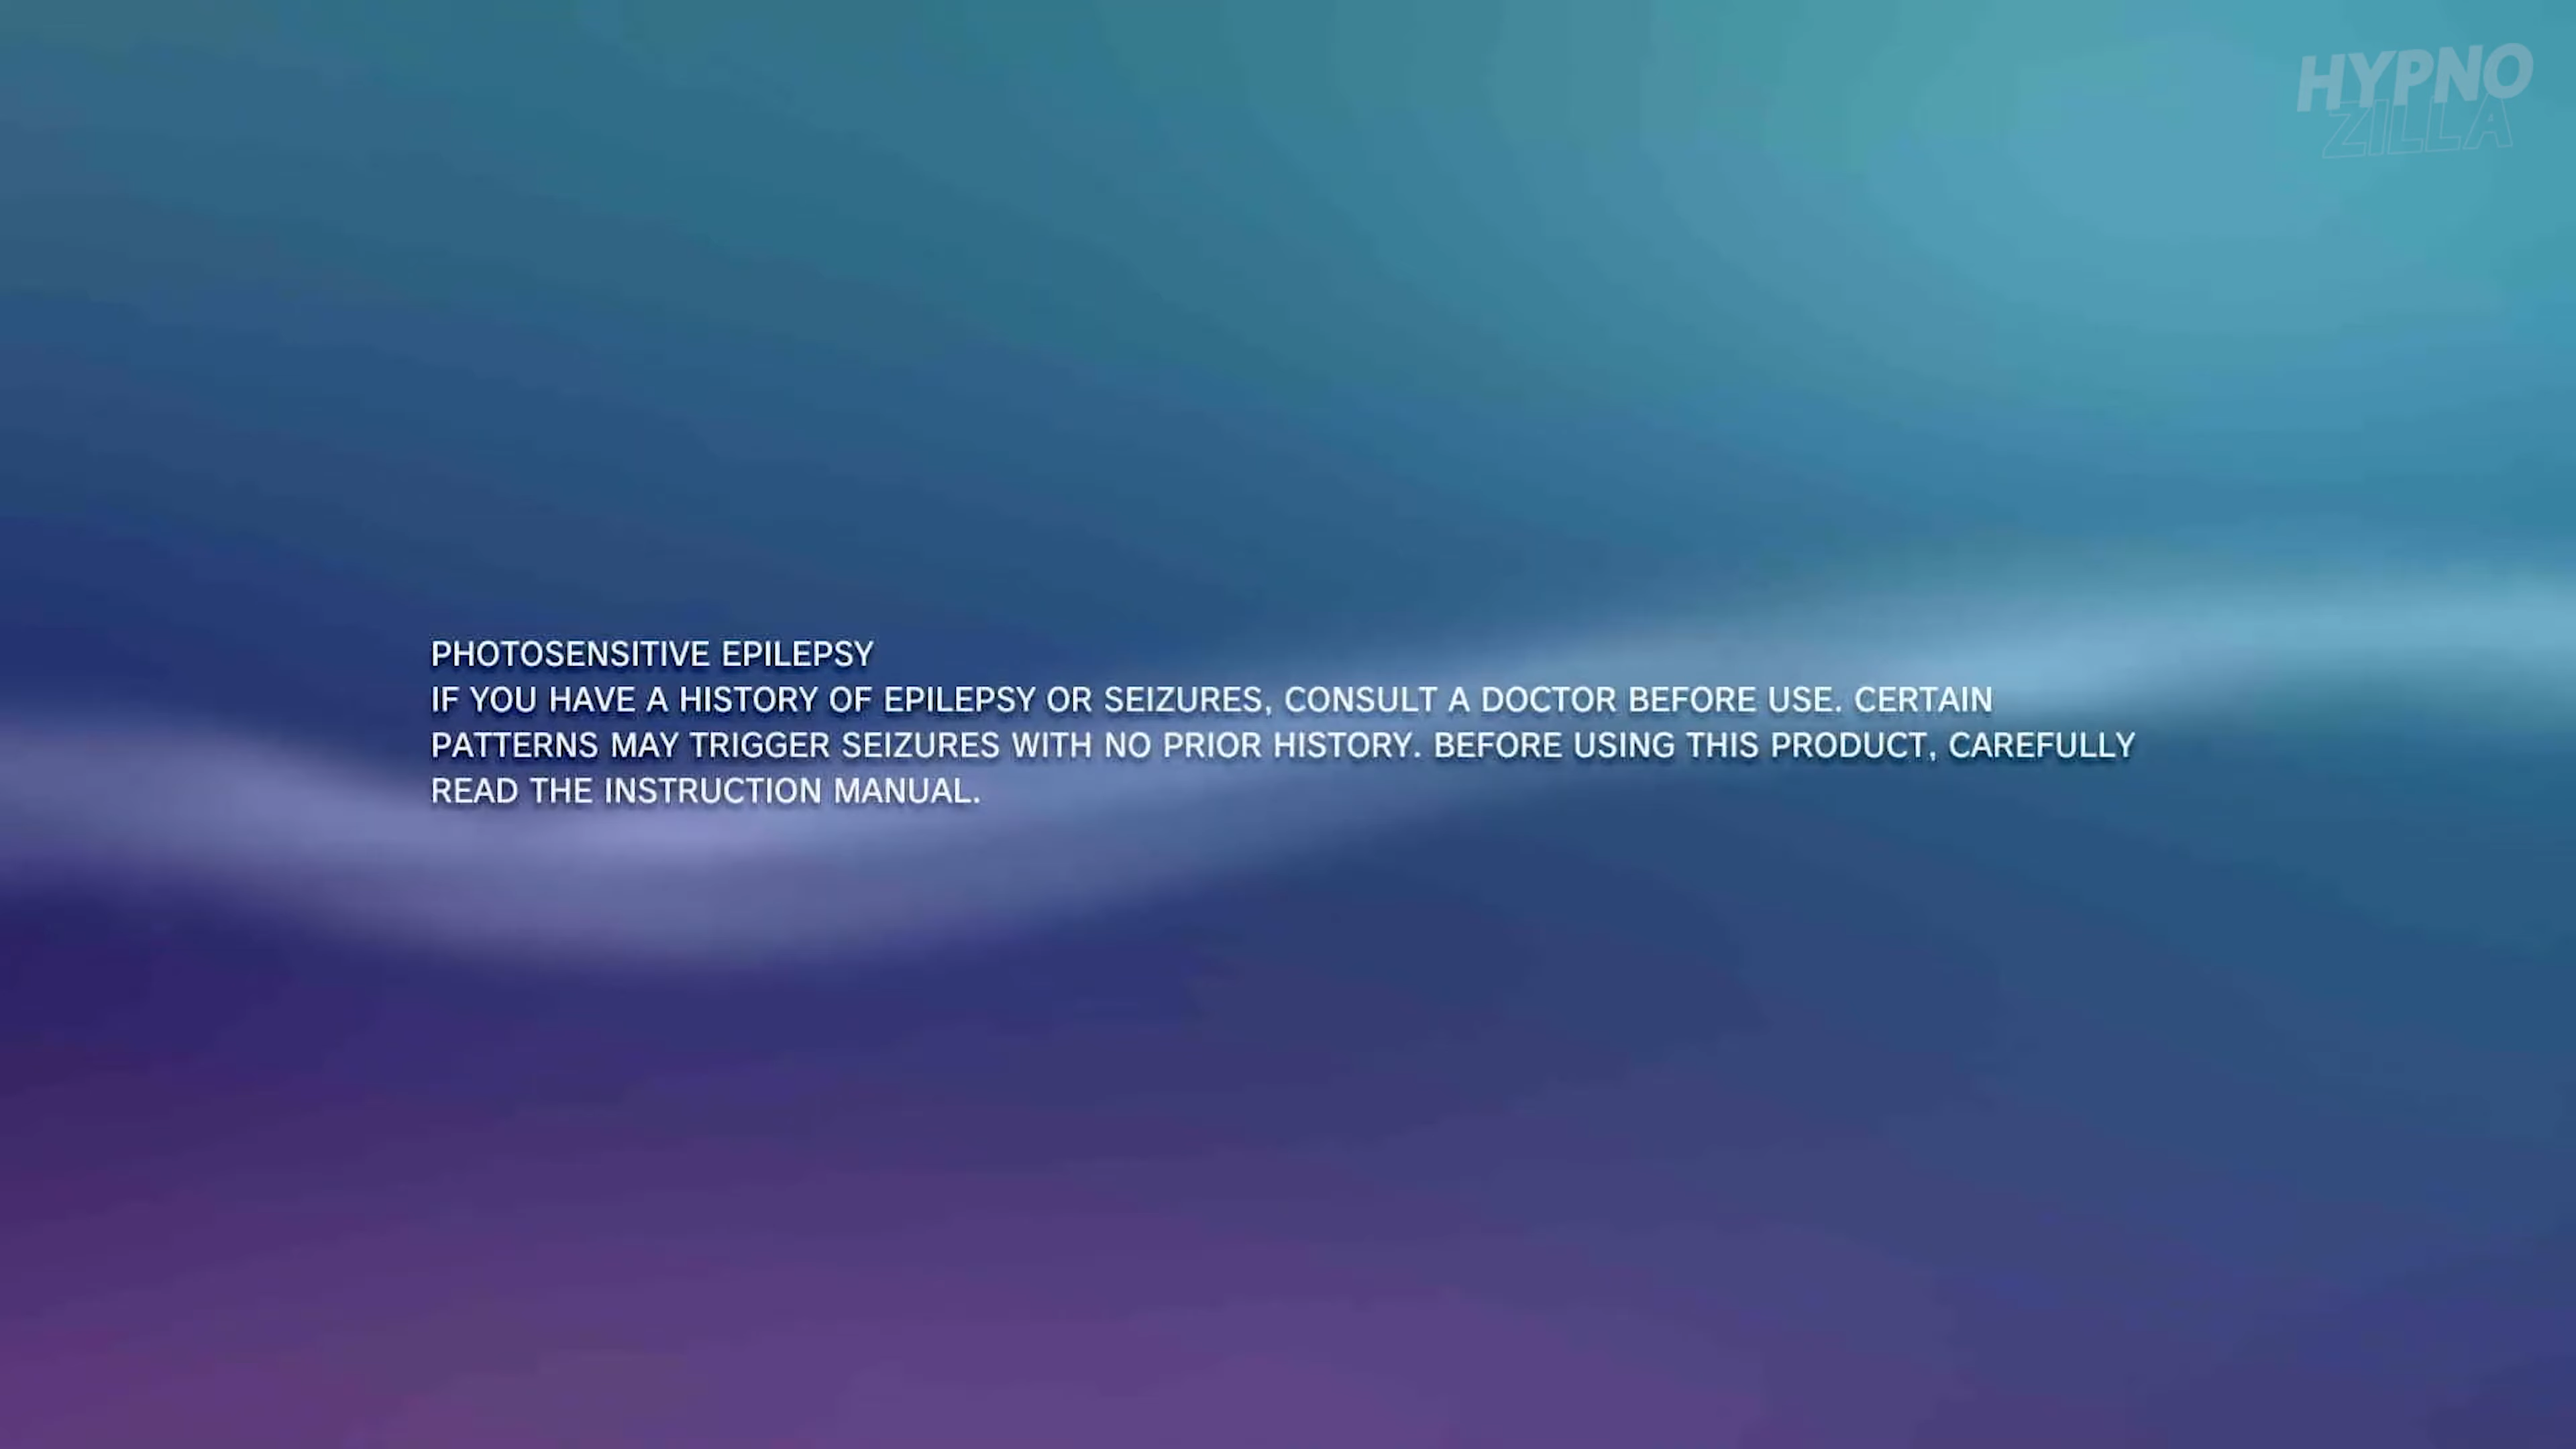 HYPNO
ZILLA
PHOTOSENSITIVE EPILEPSY
IF YOU HAVE A HISTORY OF EPILEPSY OR SEIZURES, CONSULT A DOCTOR BEFORE USE. CERTAIN
PATTERNS MAY TRIGGER SEIZURES WITH NO PRIOR HISTORY. BEFORE USING THIS PRODUCT, CAREFULLY
READ THE INSTRUCTION MANUAL.